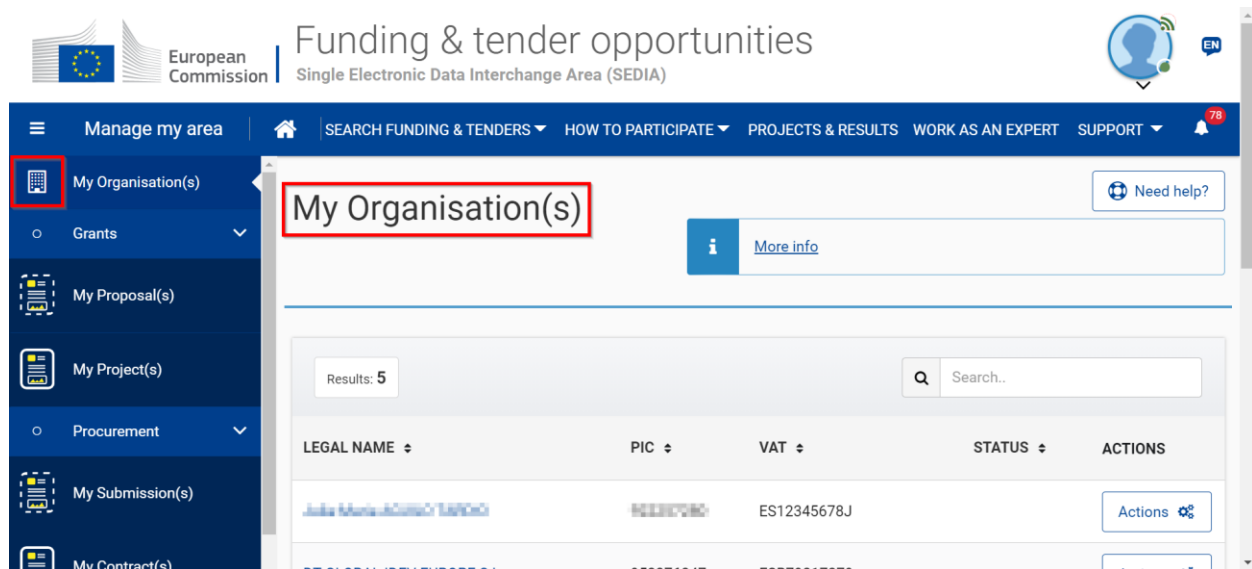 European
Commission
Funding & tender opportunities
Single Electronic Data Interchange Area (SEDIA)
EN
Manage my area
SEARCH FUNDING & TENDERS
HOW TO PARTICIPATE
PROJECTS & RESULTS
WORK AS AN EXPERT
SUPPORT
78
My Organisation(s)
Grants
My Proposal(s)
My Project(s)
Procurement
My Submission(s)
My Contract(s)
My Organisation(s)
Need help?
i
More info
Results: 5
Search..
LEGAL NAME PIC VAT STATUS ACTIONS
ES12345678J Actions